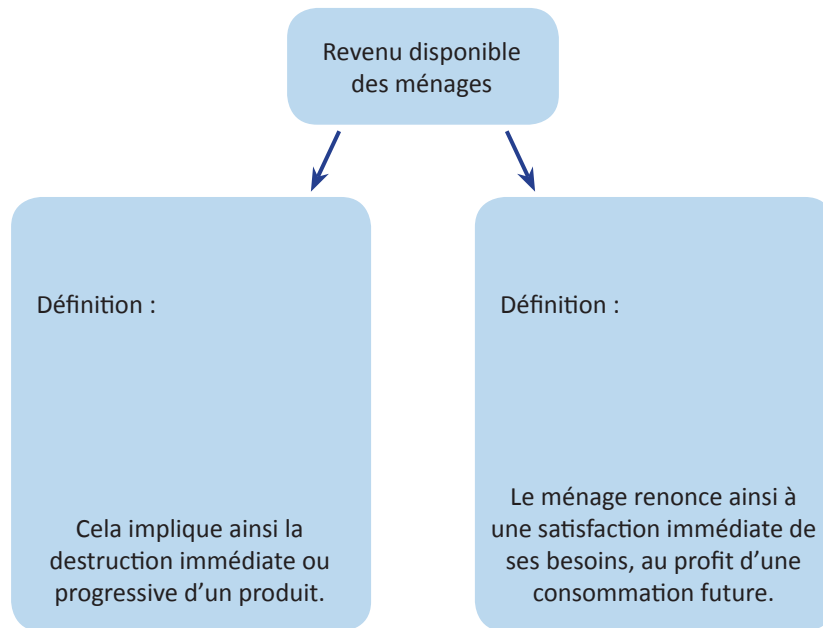 Revenu disponible
des ménages
Définition :
Cela implique ainsi la
destruction immédiate ou
progressive d’un produit.
Définition :
Le ménage renonce ainsi à
une satisfaction immédiate de
ses besoins, au profit d’une
consommation future.